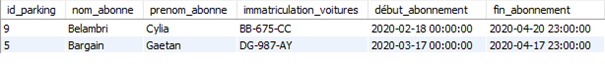 id_parking nom_abonne prenom_abonne immatriculation_voitures début_abonnement fin_abonnement
9 Belambri Cylia BB-675-CC 2020-02-18 00:00:00 2020-04-20 23:00:00
5 Bargain Gaetan DG-987-AY 2020-03-17 00:00:00 2020-04-17 23:00:00